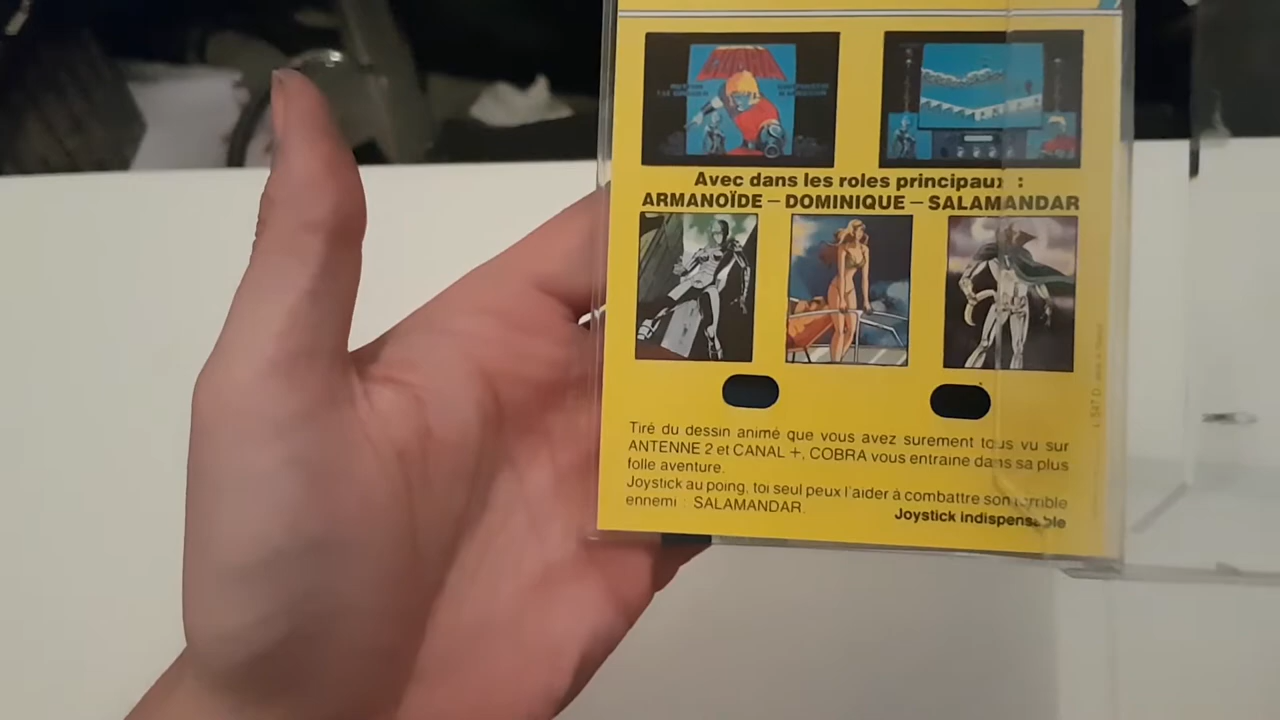 COBRA
Avec dans les roles principaux :
ARMANOÏDE – DOMINIQUE – SALAMANDAR
Tiré du dessin animé que vous avez surement tous vu sur
ANTENNE 2 et CANAL +, COBRA vous entraine dans sa plus
folle aventure.
Joystick au poing, toi seul peux l'aider à combattre son terrible
ennemi : SALAMANDAR.
Joystick indispensable